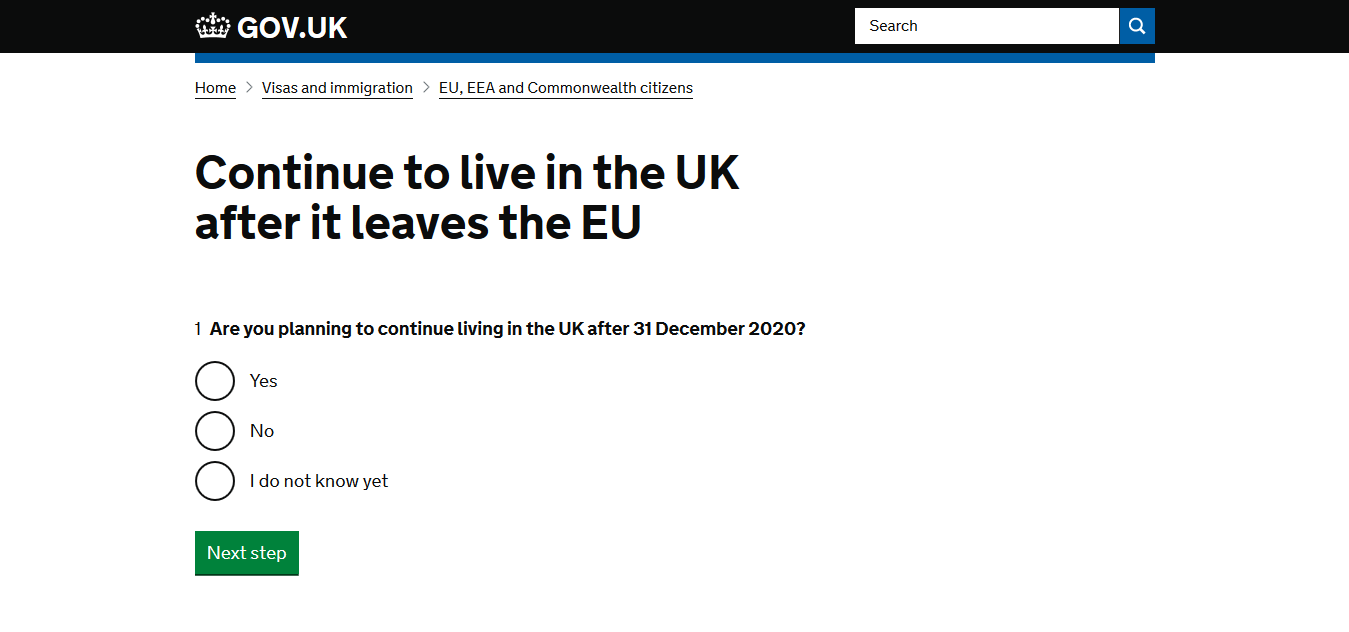 GOV.UK
Search
Home
Visas and immigration
EU, EEA and Commonwealth citizens
Continue to live in the UK
after it leaves the EU
1 Are you planning to continue living in the UK after 31 December 2020?
Yes
No
I do not know yet
Next step